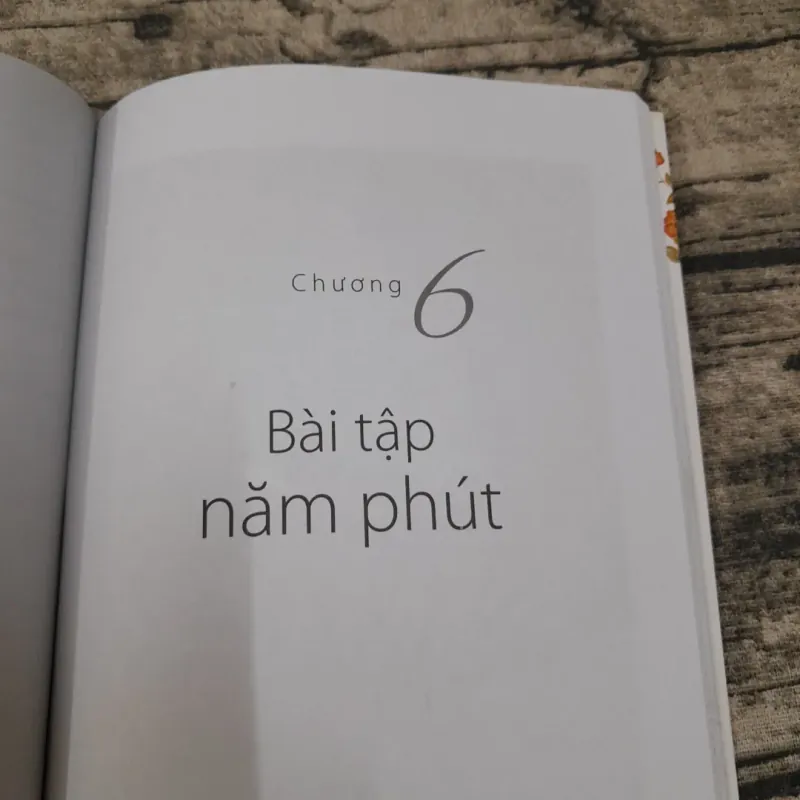 Chương 6
Bài tập
năm phút